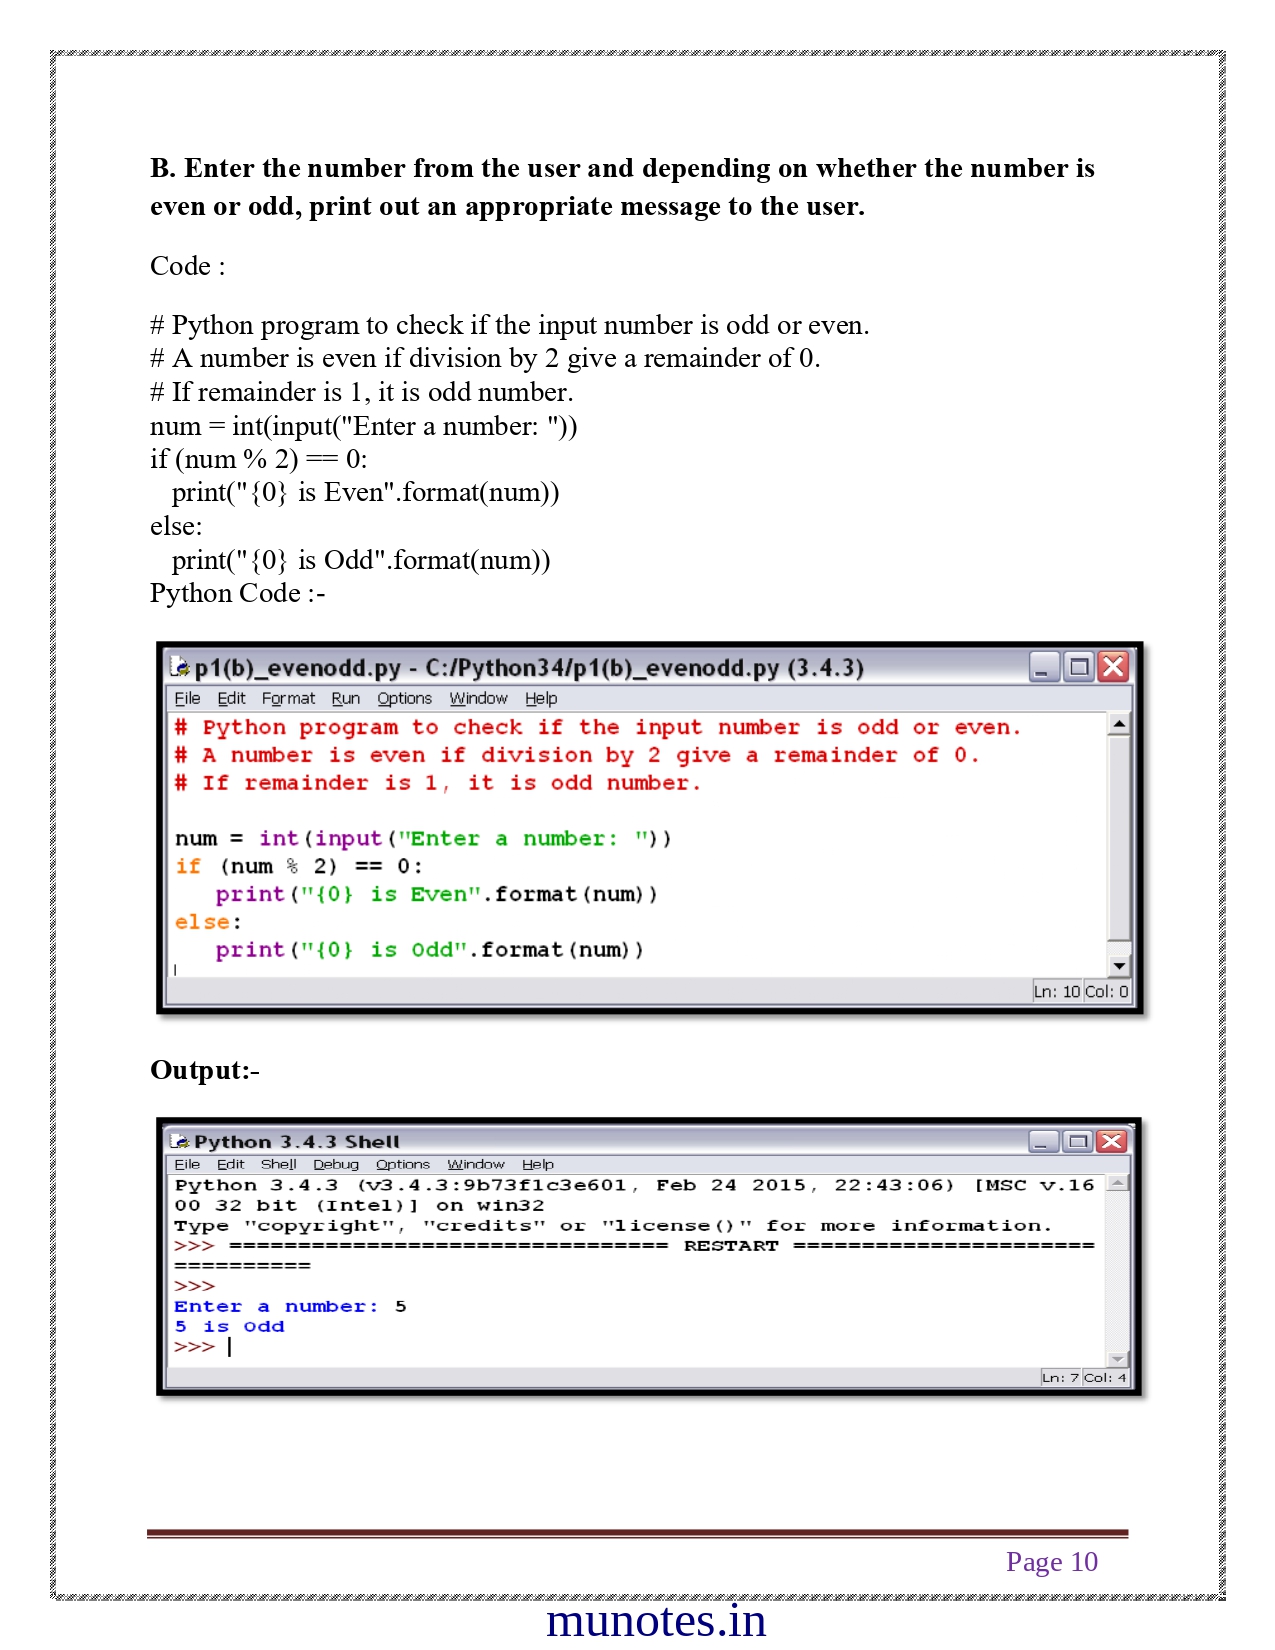 B. Enter the number from the user and depending on whether the number is
even or odd, print out an appropriate message to the user.
Code :
# Python program to check if the input number is odd or even.
# A number is even if division by 2 give a remainder of 0.
# If remainder is 1, it is odd number.
num = int(input("Enter a number: "))
if (num % 2) == 0:
   print("{0} is Even".format(num))
else:
   print("{0} is Odd".format(num))
Python Code :-
p1(b)_evenodd.py - C:/Python34/p1(b)_evenodd.py (3.4.3)
File Edit Format Run Options Window Help
# Python program to check if the input number is odd or even.
# A number is even if division by 2 give a remainder of 0.
# If remainder is 1, it is odd number.
num = int(input("Enter a number: "))
if (num % 2) == 0:
   print("{0} is Even".format(num))
else:
   print("{0} is Odd".format(num))
Ln: 10 Col: 0
Output:-
Python 3.4.3 Shell
File Edit Shell Debug Options Window Help
Python 3.4.3 (v3.4.3:9b73f1c3e601, Feb 24 2015, 22:43:06) [MSC v.16
00 32 bit (Intel)] on win32
Type "copyright", "credits" or "license()" for more information.
>>> ================================ RESTART ======================
==========
>>>
Enter a number: 5
5 is Odd
>>>
Ln: 7 Col: 4
Page 10
munotes.in